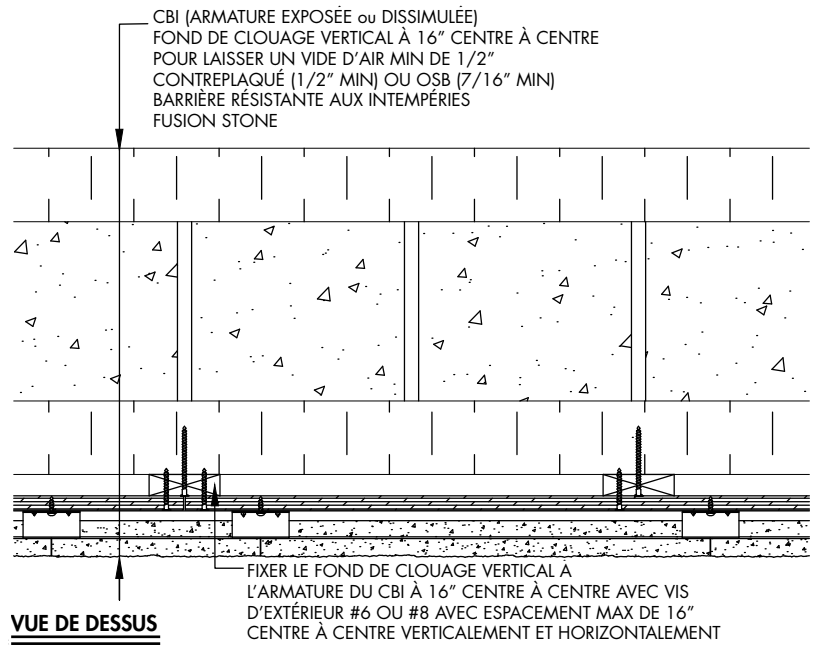 CBI (ARMATURE EXPOSÉE ou DISSIMULÉE)
FOND DE CLOUAGE VERTICAL À 16" CENTRE À CENTRE
POUR LAISSER UN VIDE D'AIR MIN DE 1/2"
CONTREPLAQUÉ (1/2" MIN) OU OSB (7/16" MIN)
BARRIÈRE RÉSISTANTE AUX INTEMPÉRIES
FUSION STONE
FIXER LE FOND DE CLOUAGE VERTICAL À
L'ARMATURE DU CBI À 16" CENTRE À CENTRE AVEC VIS
D'EXTÉRIEUR #6 OU #8 AVEC ESPACEMENT MAX DE 16"
CENTRE À CENTRE VERTICALEMENT ET HORIZONTALEMENT
VUE DE DESSUS